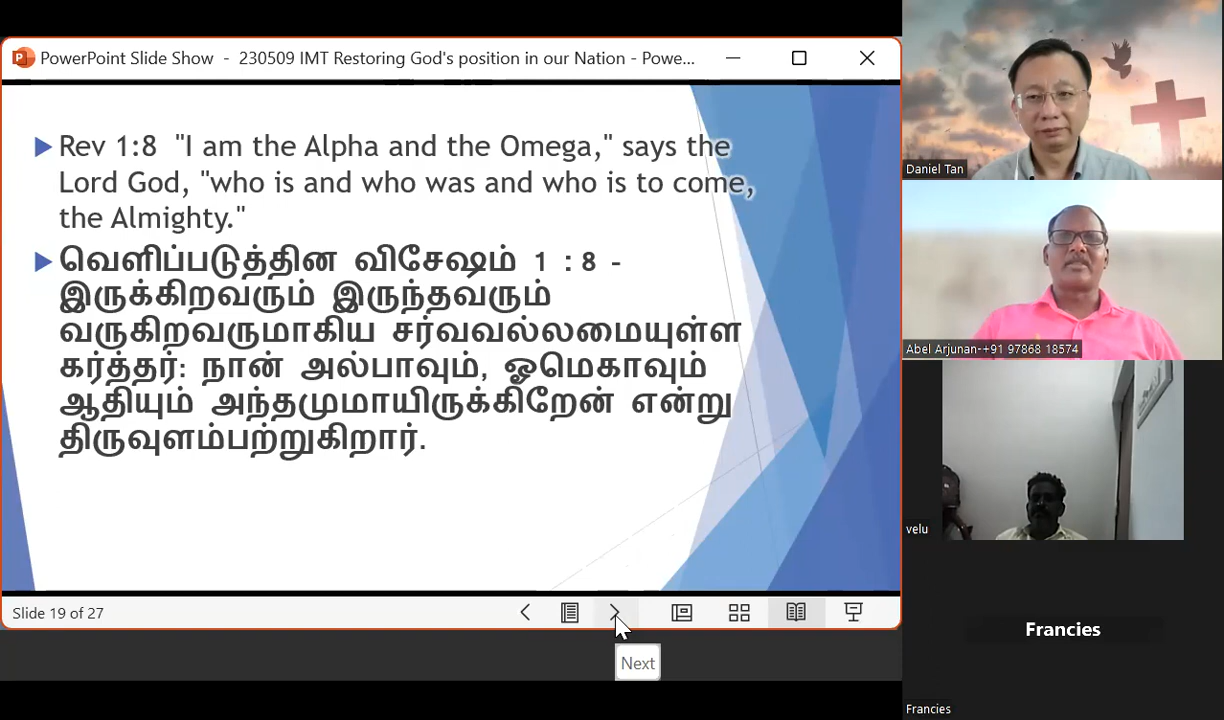 PowerPoint Slide Show - 230509 IMT Restoring God's position in our Nation - Powe...
Rev 1:8 "I am the Alpha and the Omega," says the
Lord God, "who is and who was and who is to come,
the Almighty."
வெளிப்படுத்தின விசேஷம் 1 : 8 -
இருக்கிறவரும் இருந்தவரும்
வருகிறவருமாகிய சர்வவல்லமையுள்ள
கர்த்தர்: நான் அல்பாவும், ஓமெகாவும்
ஆதியும் அந்தமுமாயிருக்கிறேன் என்று
திருவுளம்பற்றுகிறார்.
Slide 19 of 27
Next
Daniel Tan
Abel Arjunan-+91 97868 18574
velu
Francies
Francies